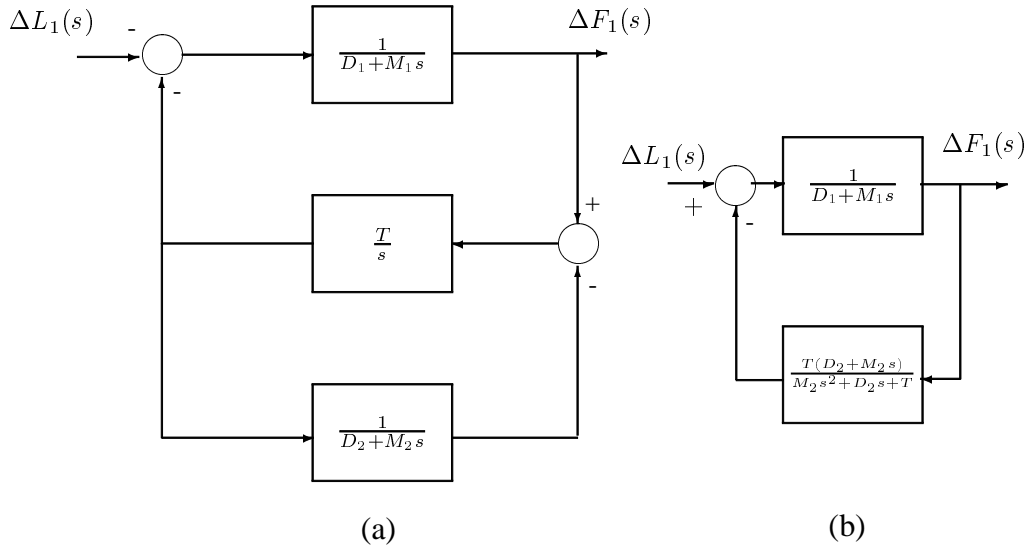 ΔL₁(s)
-
1
D₁+M₁s
ΔF₁(s)
-
+
T
s
-
1
D₂+M₂s
(a)
ΔL₁(s)
+
-
1
D₁+M₁s
ΔF₁(s)
T(D₂+M₂s)
M₂s²+D₂s+T
(b)